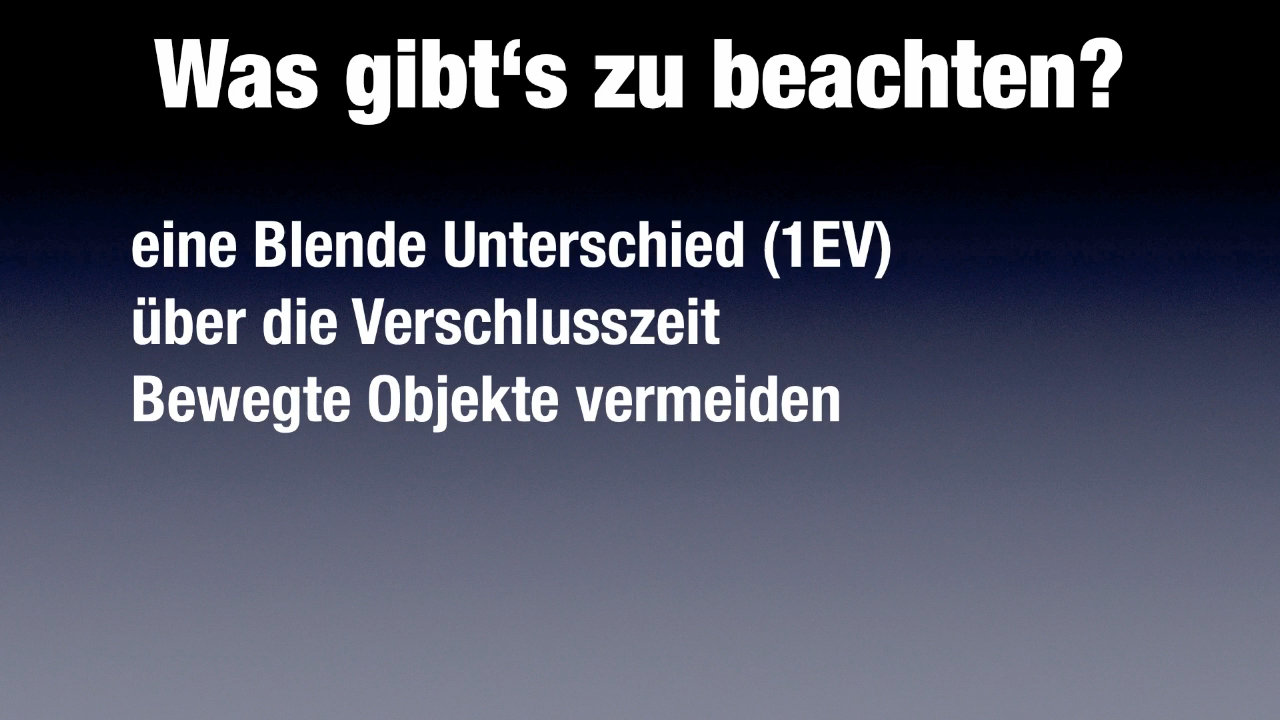 Was gibt‘s zu beachten?
eine Blende Unterschied (1EV)
über die Verschlusszeit
Bewegte Objekte vermeiden